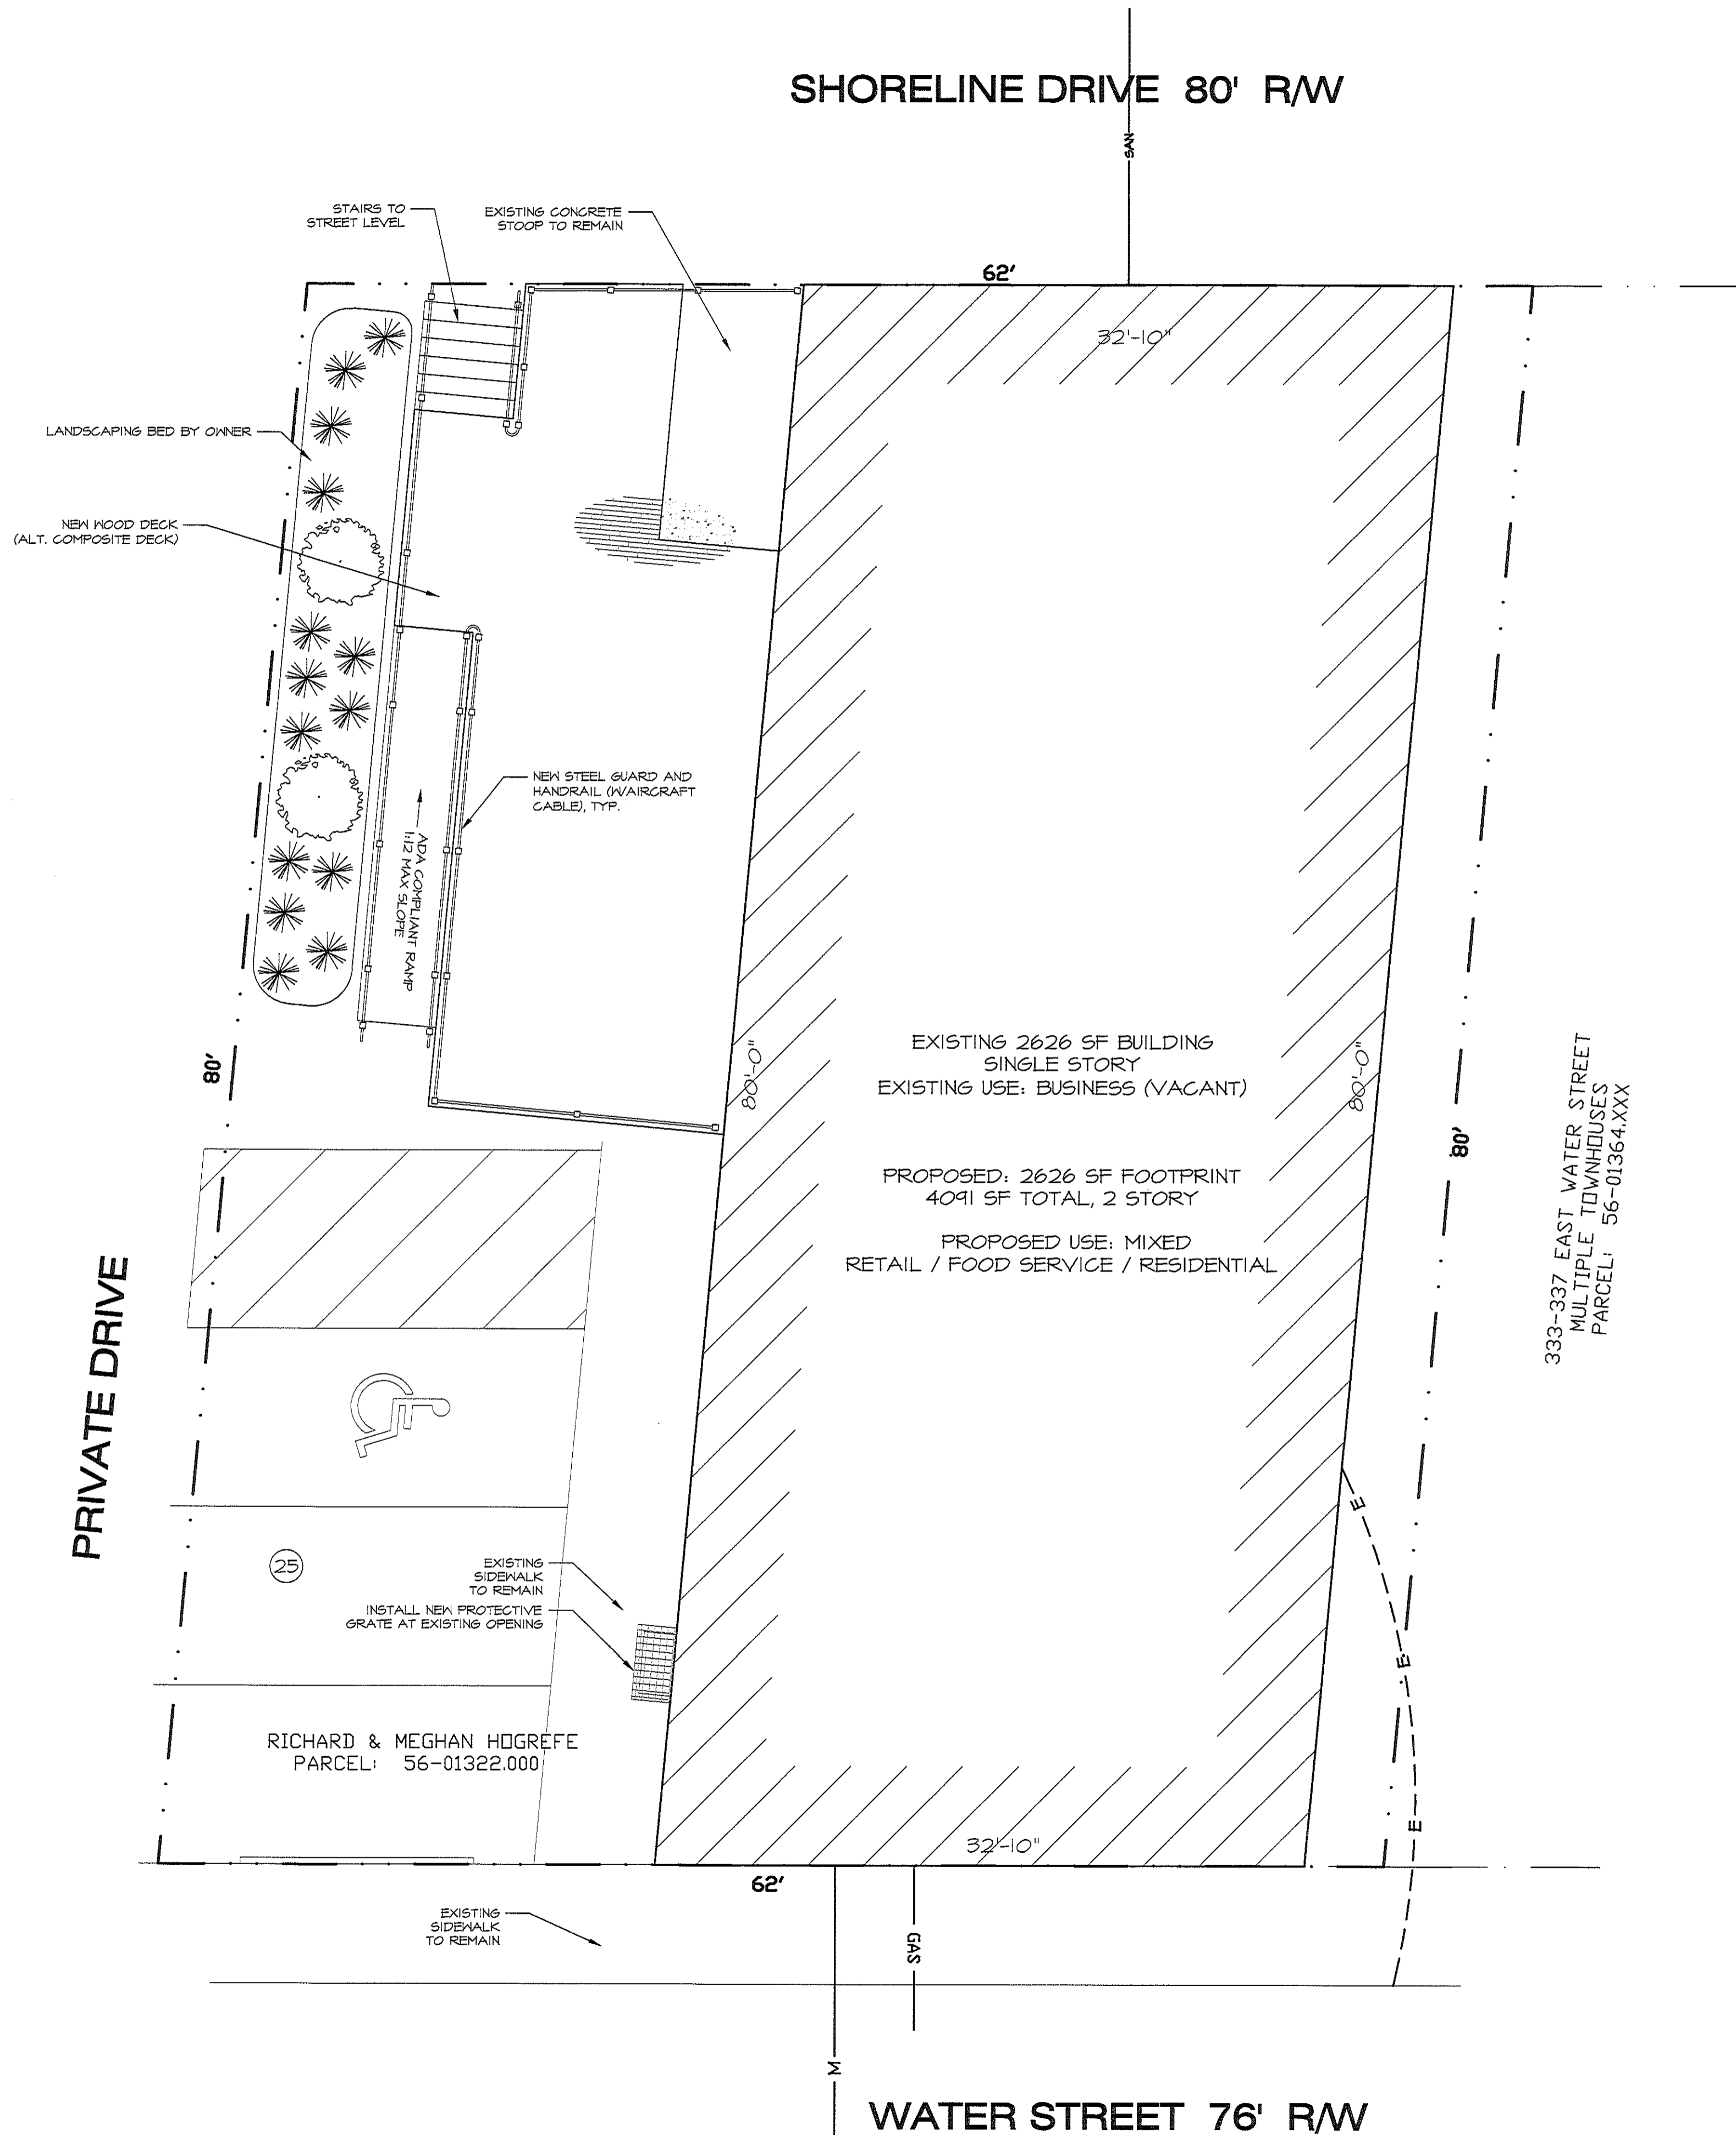 SHORELINE DRIVE 80' R/W
SAN
STAIRS TO
STREET LEVEL
EXISTING CONCRETE
STOOP TO REMAIN
62'
32'-10"
LANDSCAPING BED BY OWNER
NEW WOOD DECK
(ALT. COMPOSITE DECK)
NEW STEEL GUARD AND
HANDRAIL (W/AIRCRAFT
CABLE), TYP.
ADA COMPLIANT RAMP
1:12 MAX SLOPE
80'
80'-0"
EXISTING 2626 SF BUILDING
SINGLE STORY
EXISTING USE: BUSINESS (VACANT)
80'-0"
80'
PROPOSED: 2626 SF FOOTPRINT
4091 SF TOTAL, 2 STORY
PROPOSED USE: MIXED
RETAIL / FOOD SERVICE / RESIDENTIAL
333-337 EAST WATER STREET
MULTIPLE TOWNHOUSES
PARCEL: 56-01364.XXX
PRIVATE DRIVE
25
EXISTING
SIDEWALK
TO REMAIN
INSTALL NEW PROTECTIVE
GRATE AT EXISTING OPENING
E
E
E
RICHARD & MEGHAN HOGREFE
PARCEL: 56-01322.000
32'-10"
62'
EXISTING
SIDEWALK
TO REMAIN
GAS
W
WATER STREET 76' R/W